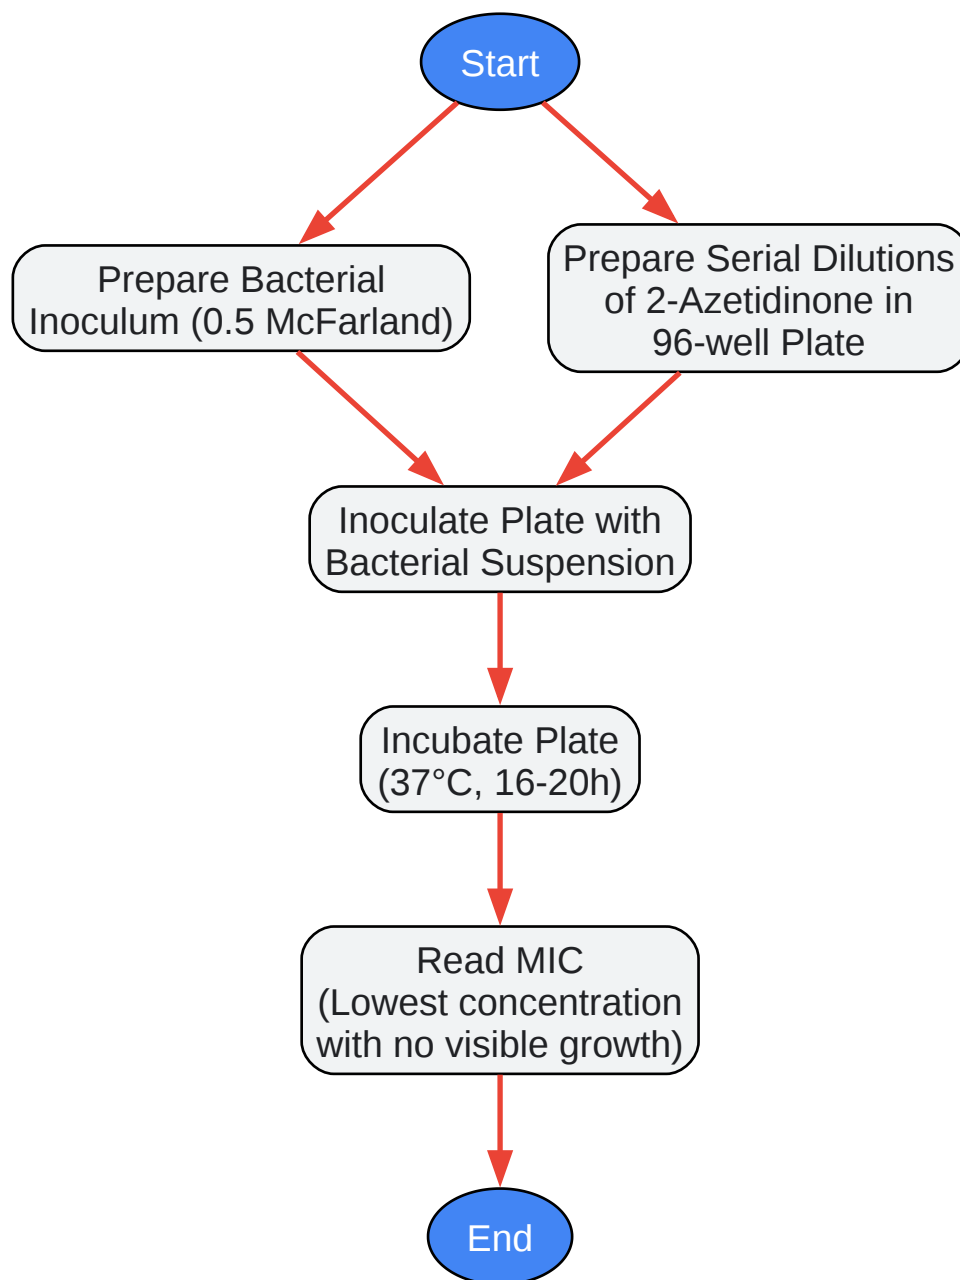 Start
Prepare Bacterial
Inoculum (0.5 McFarland)
Prepare Serial Dilutions
of 2-Azetidinone in
96-well Plate
Inoculate Plate with
Bacterial Suspension
Incubate Plate
(37°C, 16-20h)
Read MIC
(Lowest concentration
with no visible growth)
End